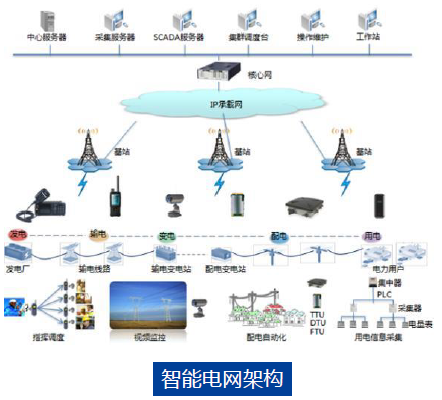 中心服务器 采集服务器 SCADA服务器 集群调度台 操作维护 工作站
核心网
IP承载网
基站 基站 基站
发电 输电 变电 配电 用电
发电厂 输电线路 输电变电站 配电变电站 电力用户
集中器
PLC
采集器
TTU
DTU
FTU
电量表
指挥调度 视频监控 配电自动化 用电信息采集
智能电网架构